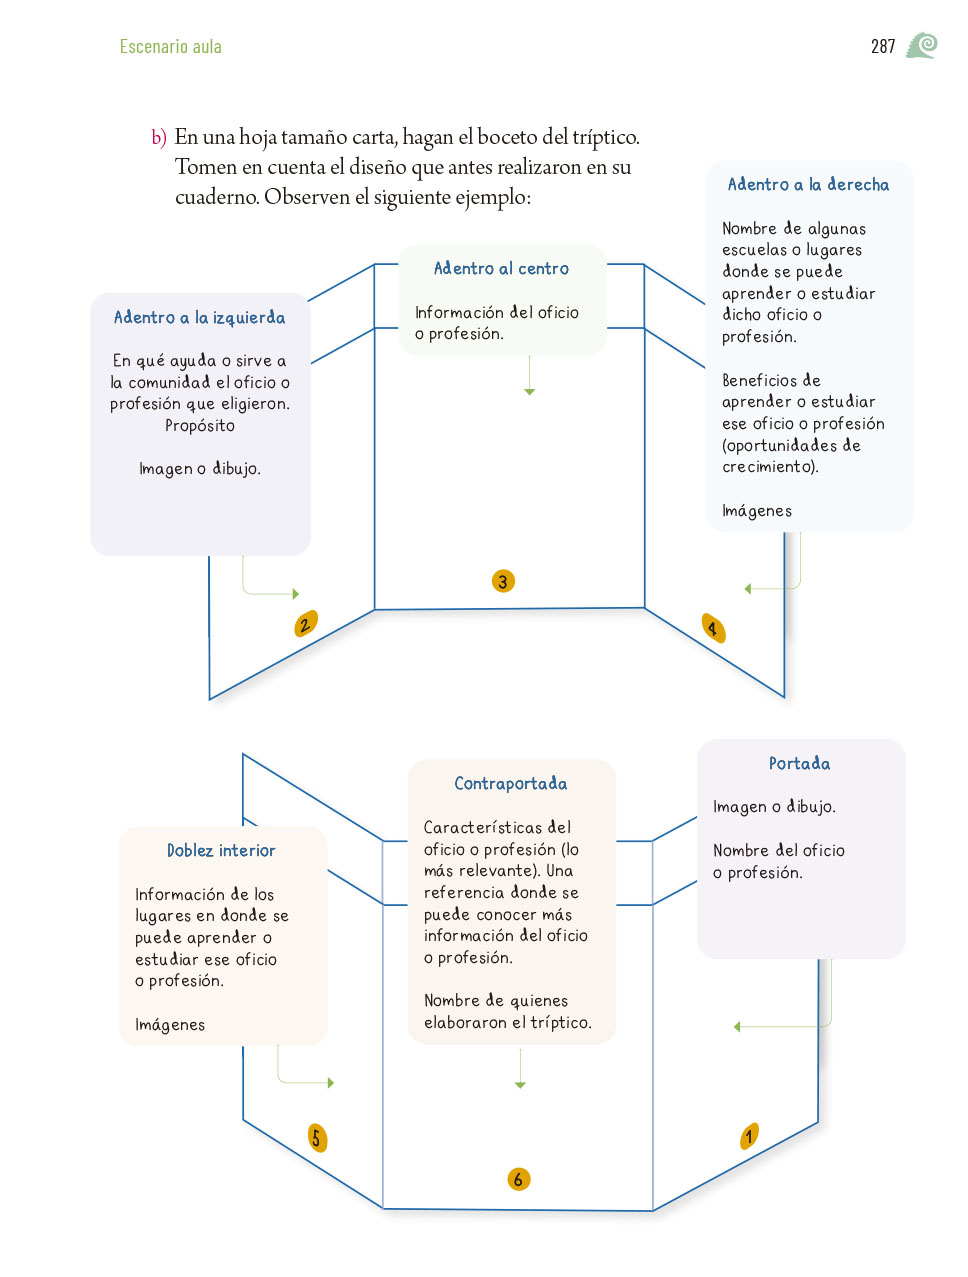 Escenario aula
287
b) En una hoja tamaño carta, hagan el boceto del tríptico.
Tomen en cuenta el diseño que antes realizaron en su
cuaderno. Observen el siguiente ejemplo:
Adentro a la izquierda
En qué ayuda o sirve a
la comunidad el oficio o
profesión que eligieron.
Propósito
Imagen o dibujo.
2
Adentro al centro
Información del oficio
o profesión.
3
Adentro a la derecha
Nombre de algunas
escuelas o lugares
donde se puede
aprender o estudiar
dicho oficio o
profesión.
Beneficios de
aprender o estudiar
ese oficio o profesión
(oportunidades de
crecimiento).
Imágenes
4
Doblez interior
Información de los
lugares en donde se
puede aprender o
estudiar ese oficio
o profesión.
Imágenes
5
Contraportada
Características del
oficio o profesión (lo
más relevante). Una
referencia donde se
puede conocer más
información del oficio
o profesión.
Nombre de quienes
elaboraron el tríptico.
6
Portada
Imagen o dibujo.
Nombre del oficio
o profesión.
1